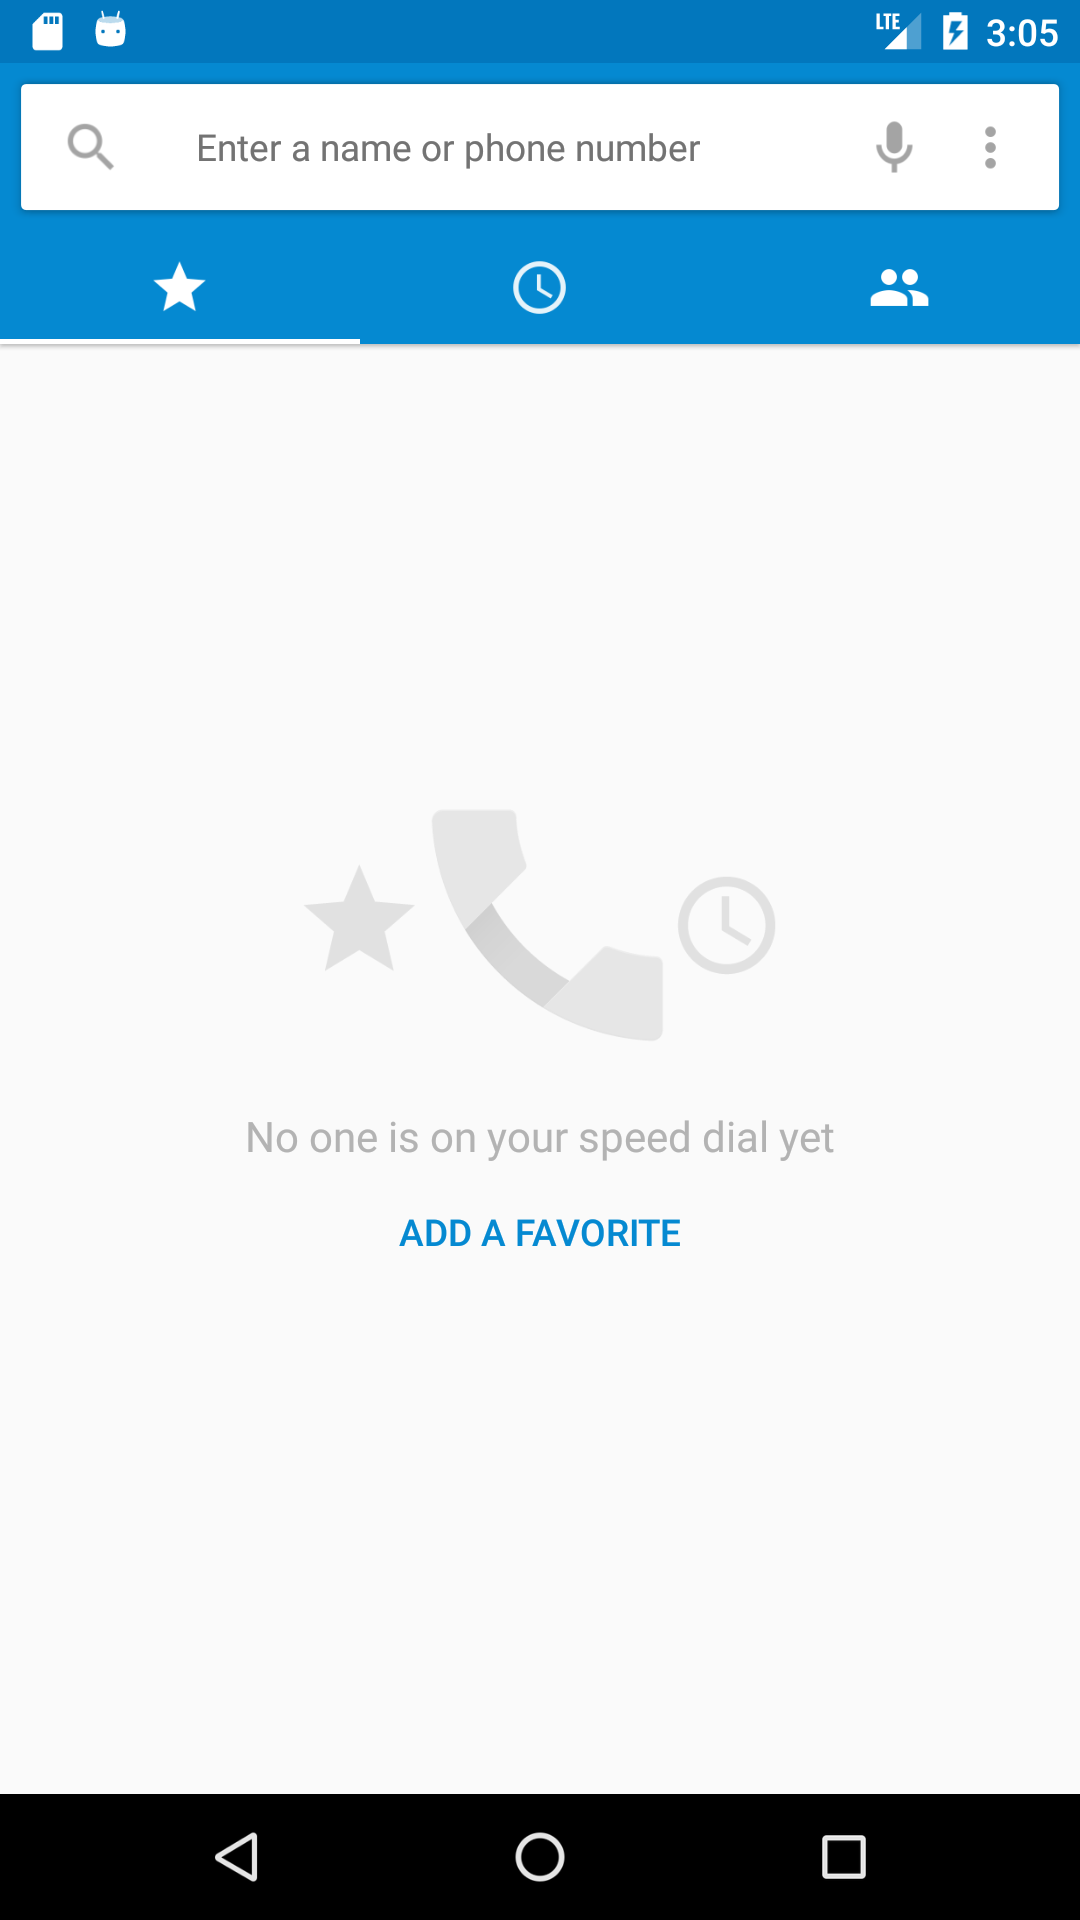 LTE 3:05
Enter a name or phone number
No one is on your speed dial yet
ADD A FAVORITE